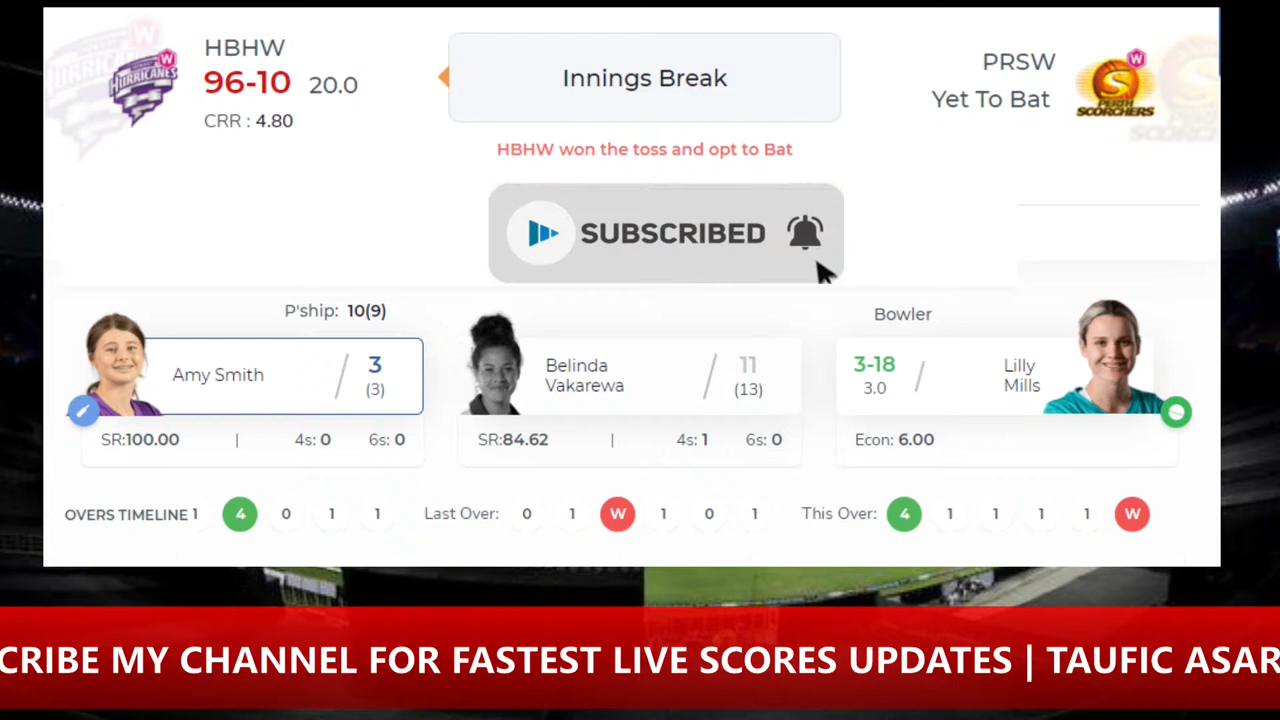 HBHW
96-10 20.0
CRR : 4.80
HURRICANES
W
Innings Break
HBHW won the toss and opt to Bat
PRSW
Yet To Bat
W
PERTH
SCORCHERS
SUBSCRIBED
P'ship: 10(9)
Bowler
Amy Smith
3
(3)
SR:100.00 | 4s: 0 6s: 0
Belinda
Vakarewa
11
(13)
SR:84.62 | 4s: 1 6s: 0
3-18
3.0
Lilly
Mills
Econ: 6.00
OVERS TIMELINE 1 4 0 1 1 Last Over: 0 1 W 1 0 1 This Over: 4 1 1 1 1 W
CRIBE MY CHANNEL FOR FASTEST LIVE SCORES UPDATES | TAUFIC ASAR